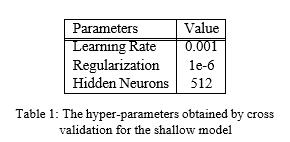 Parameters Value
Learning Rate 0.001
Regularization 1e-6
Hidden Neurons 512
Table 1: The hyper-parameters obtained by cross
validation for the shallow model